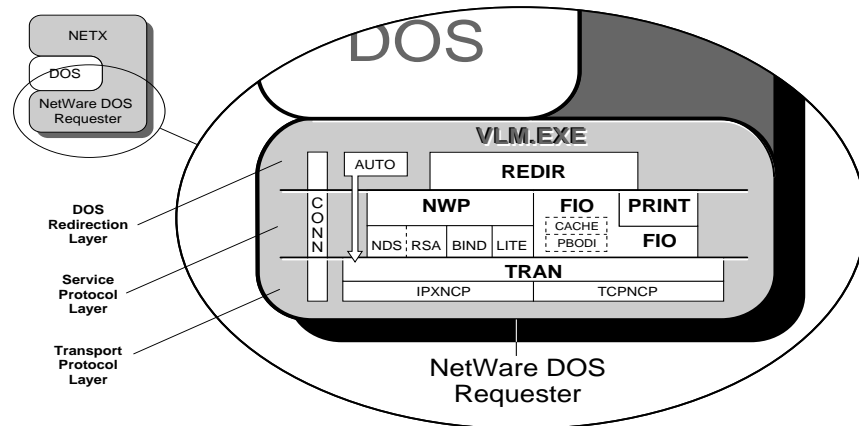 NETX
DOS
NetWare DOS
Requester
DOS
VLM.EXE
AUTO
REDIR
CONN
NWP
FIO
PRINT
CACHE
PBODI
FIO
NDS
RSA
BIND
LITE
TRAN
IPXNCP
TCPNCP
DOS
Redirection
Layer
Service
Protocol
Layer
Transport
Protocol
Layer
NetWare DOS
Requester